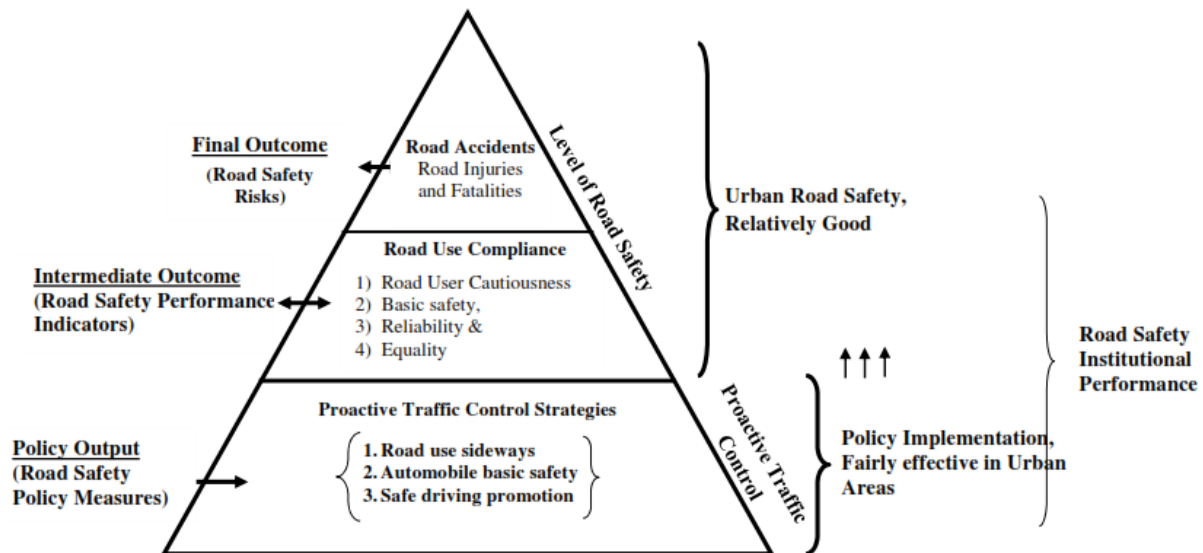 Final Outcome
(Road Safety
Risks)
Road Accidents
Road Injuries
and Fatalities
Level of Road Safety
Urban Road Safety,
Relatively Good
Intermediate Outcome
(Road Safety Performance
Indicators)
Road Use Compliance
1) Road User Cautiousness
2) Basic safety,
3) Reliability &
4) Equality
Road Safety
Institutional
Performance
Policy Output
(Road Safety
Policy Measures)
Proactive Traffic Control Strategies
1. Road use sideways
2. Automobile basic safety
3. Safe driving promotion
Proactive Traffic
Control
Policy Implementation,
Fairly effective in Urban
Areas